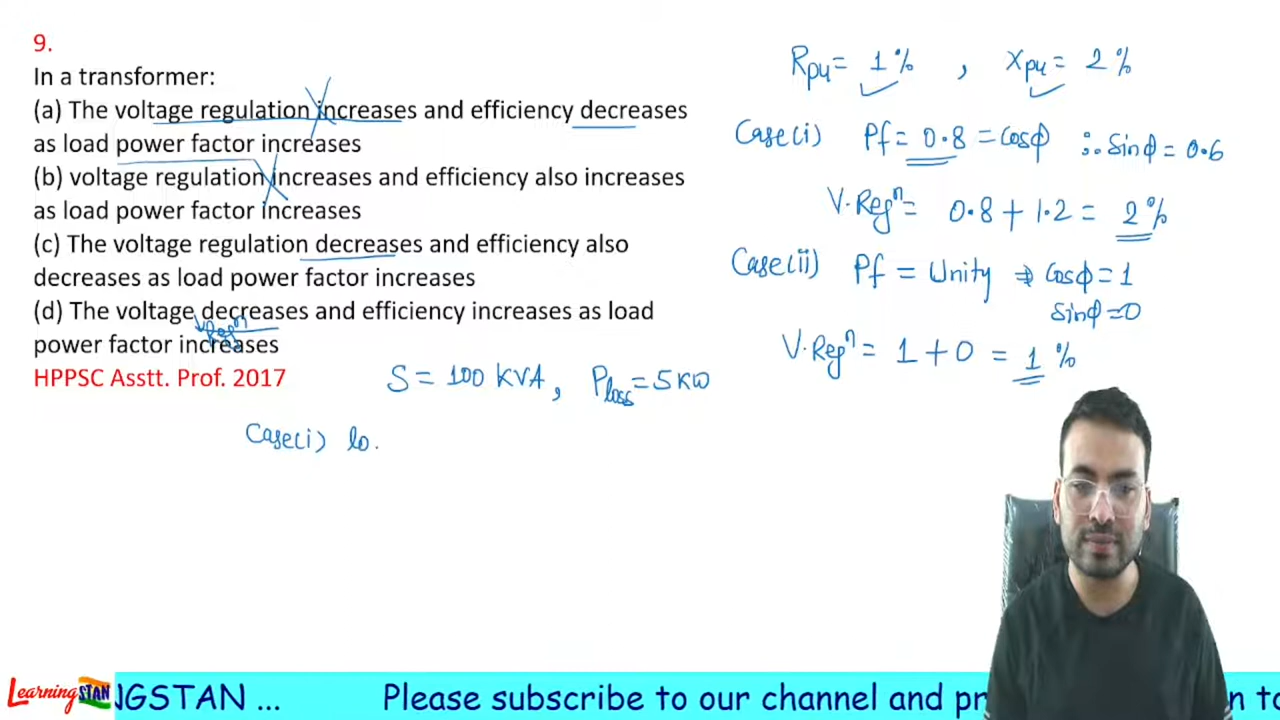 9.
In a transformer:
(a) The voltage regulation increases and efficiency decreases
as load power factor increases
(b) voltage regulation increases and efficiency also increases
as load power factor increases
(c) The voltage regulation decreases and efficiency also
decreases as load power factor increases
(d) The voltage decreases and efficiency increases as load
V.Regⁿ
power factor increases
HPPSC Asstt. Prof. 2017
S = 100 KVA, Ploss = 5 KW
Case(i) lo.
Rpu = 1%, Xpu = 2%
Case(i) Pf = 0.8 = Cosϕ ∴ Sinϕ = 0.6
V.Regⁿ = 0.8 + 1.2 = 2%
Case(ii) Pf = Unity ⇒ Cosϕ = 1
Sinϕ = 0
V.Regⁿ = 1 + 0 = 1%
LearningSTAN
NGSTAN ... Please subscribe to our channel and pr